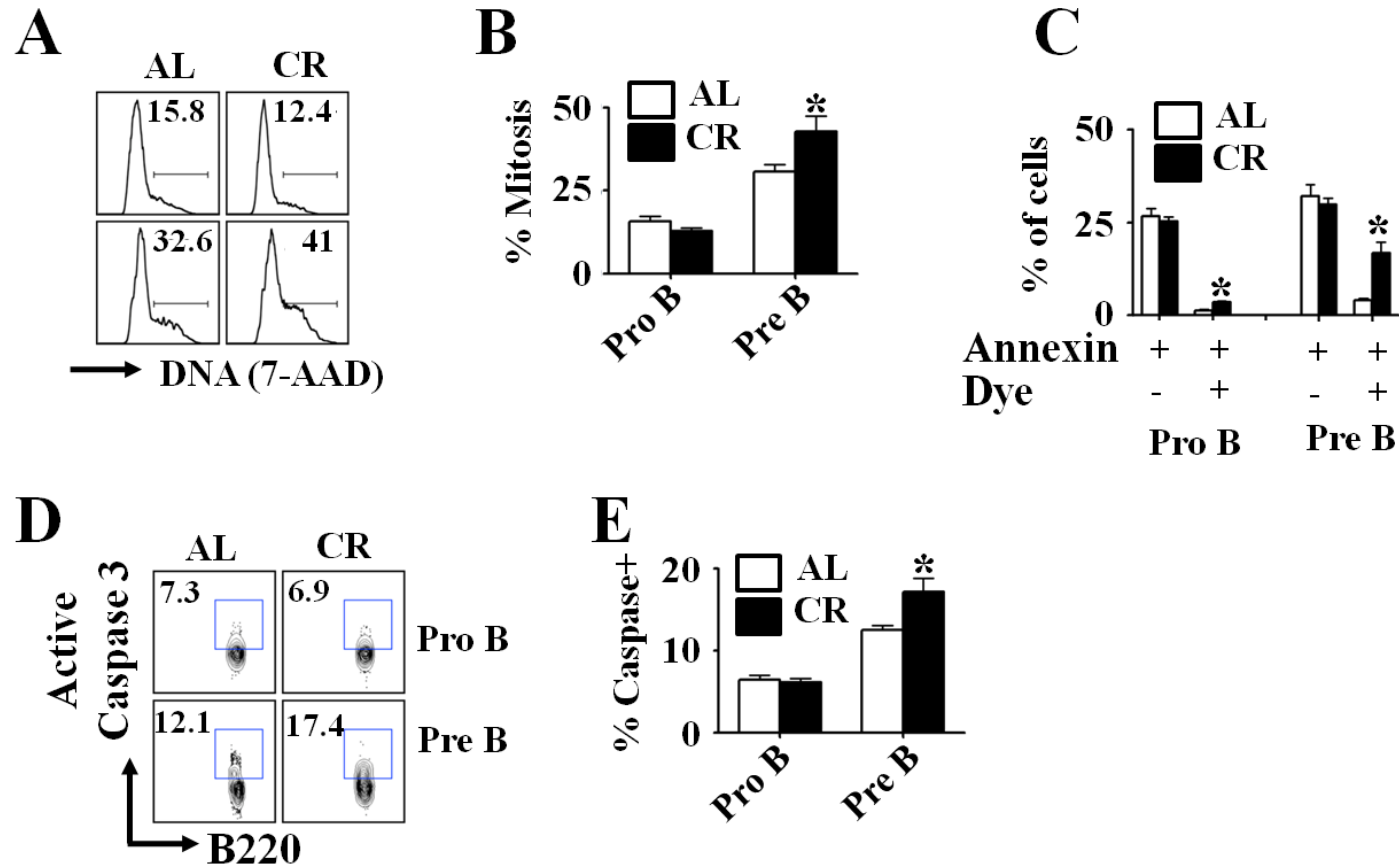 A
AL CR
15.8 12.4
32.6 41
DNA (7-AAD)
B
% Mitosis
50
25
0
AL
CR
*
Pro B
Pre B
C
% of cells
50
25
0
AL
CR
*
*
Annexin + + + +
Dye - + - +
Pro B Pre B
D
Active
Caspase 3
AL CR
7.3 6.9
Pro B
12.1 17.4
Pre B
B220
E
% Caspase+
20
10
0
AL
CR
*
Pro B
Pre B